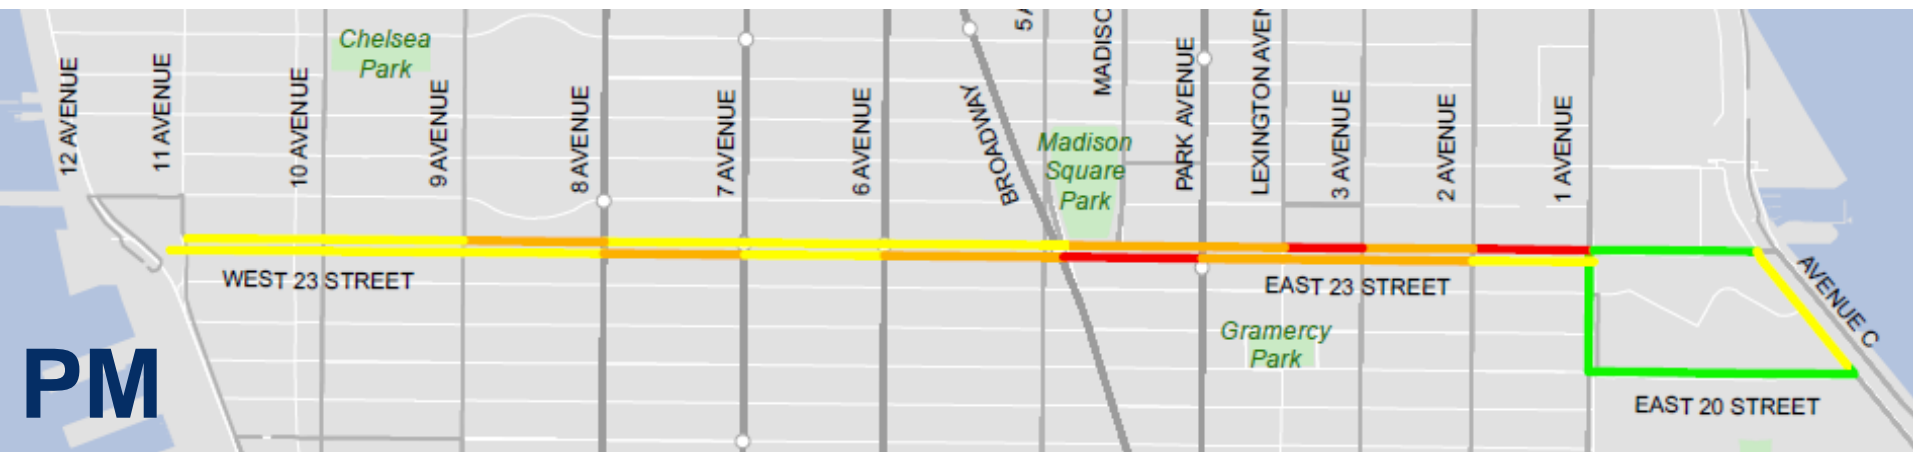 Chelsea
Park
12 AVENUE
11 AVENUE
10 AVENUE
9 AVENUE
8 AVENUE
7 AVENUE
6 AVENUE
BROADWAY
5 A
MADISC
Madison
Square
Park
PARK AVENUE
LEXINGTON AVEN
3 AVENUE
2 AVENUE
1 AVENUE
WEST 23 STREET
EAST 23 STREET
AVENUE C
Gramercy
Park
PM
EAST 20 STREET